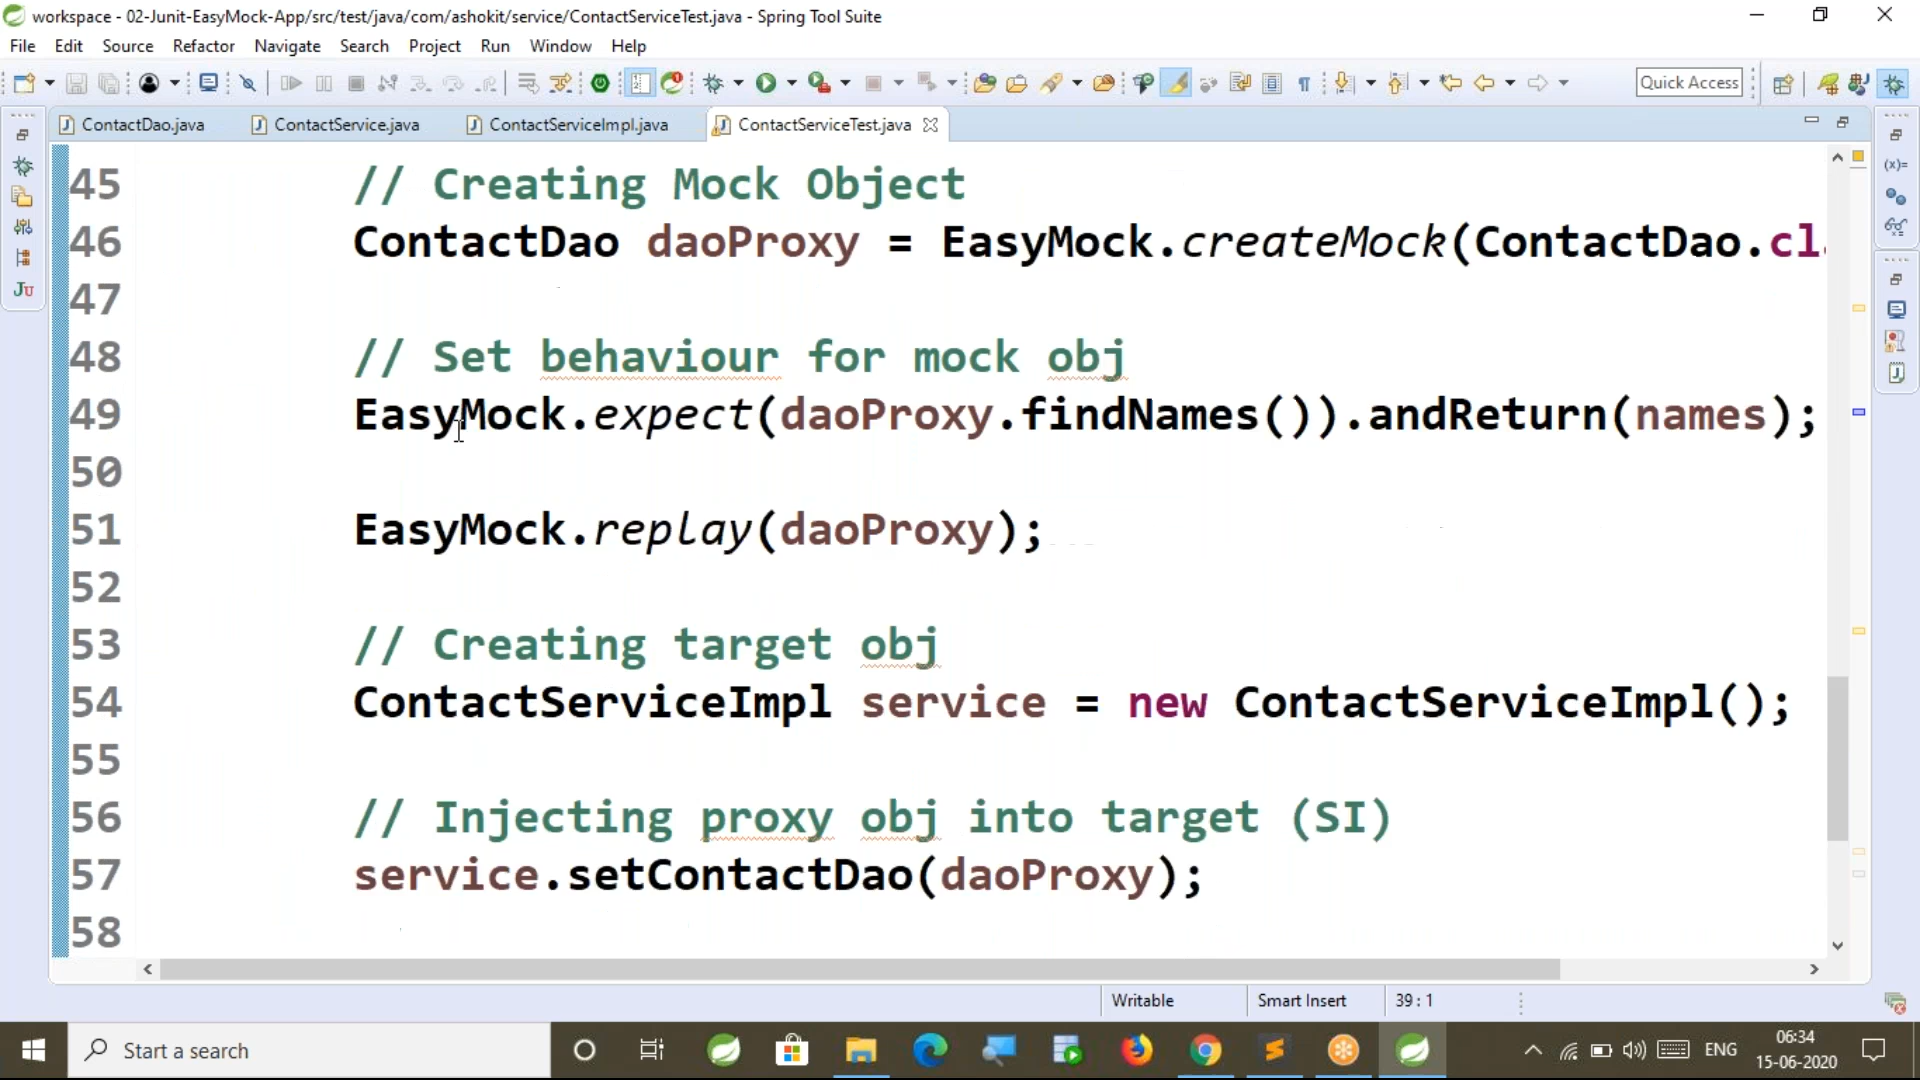 workspace - 02-Junit-EasyMock-App/src/test/java/com/ashokit/service/ContactServiceTest.java - Spring Tool Suite
File Edit Source Refactor Navigate Search Project Run Window Help
Quick Access
ContactDao.java ContactService.java ContactServiceImpl.java ContactServiceTest.java
45 // Creating Mock Object
46 ContactDao daoProxy = EasyMock.createMock(ContactDao.cl
47
48 // Set behaviour for mock obj
49 EasyMock.expect(daoProxy.findNames()).andReturn(names);
50
51 EasyMock.replay(daoProxy);
52
53 // Creating target obj
54 ContactServiceImpl service = new ContactServiceImpl();
55
56 // Injecting proxy obj into target (SI)
57 service.setContactDao(daoProxy);
58
Writable Smart Insert 39 : 1
Start a search
ENG
06:34
15-06-2020